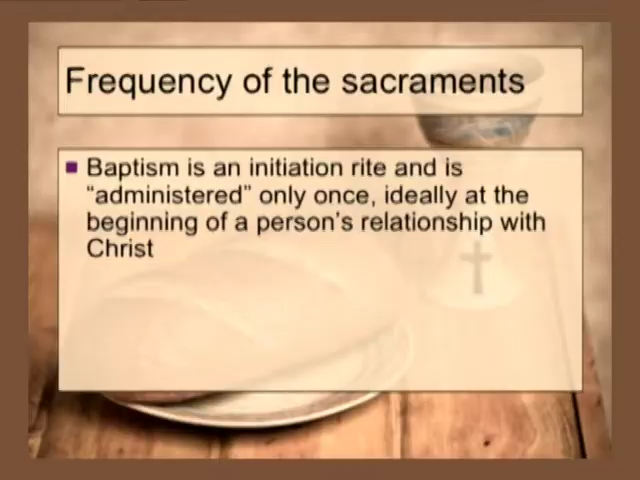 Frequency of the sacraments
Baptism is an initiation rite and is
“administered” only once, ideally at the
beginning of a person’s relationship with
Christ